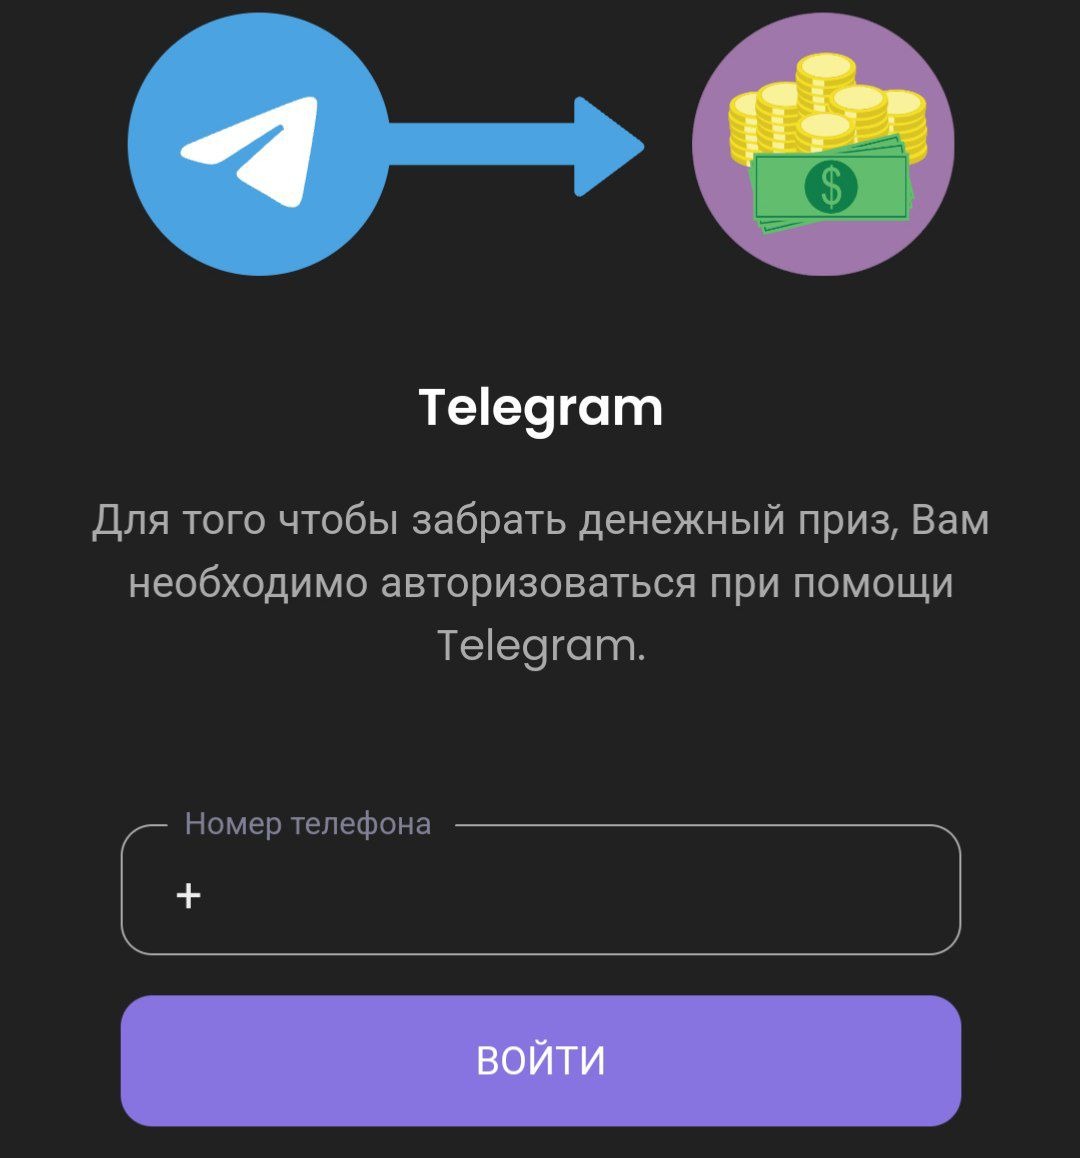 $
Telegram
Для того чтобы забрать денежный приз, Вам
необходимо авторизоваться при помощи
Telegram.
Номер телефона
+
ВОЙТИ